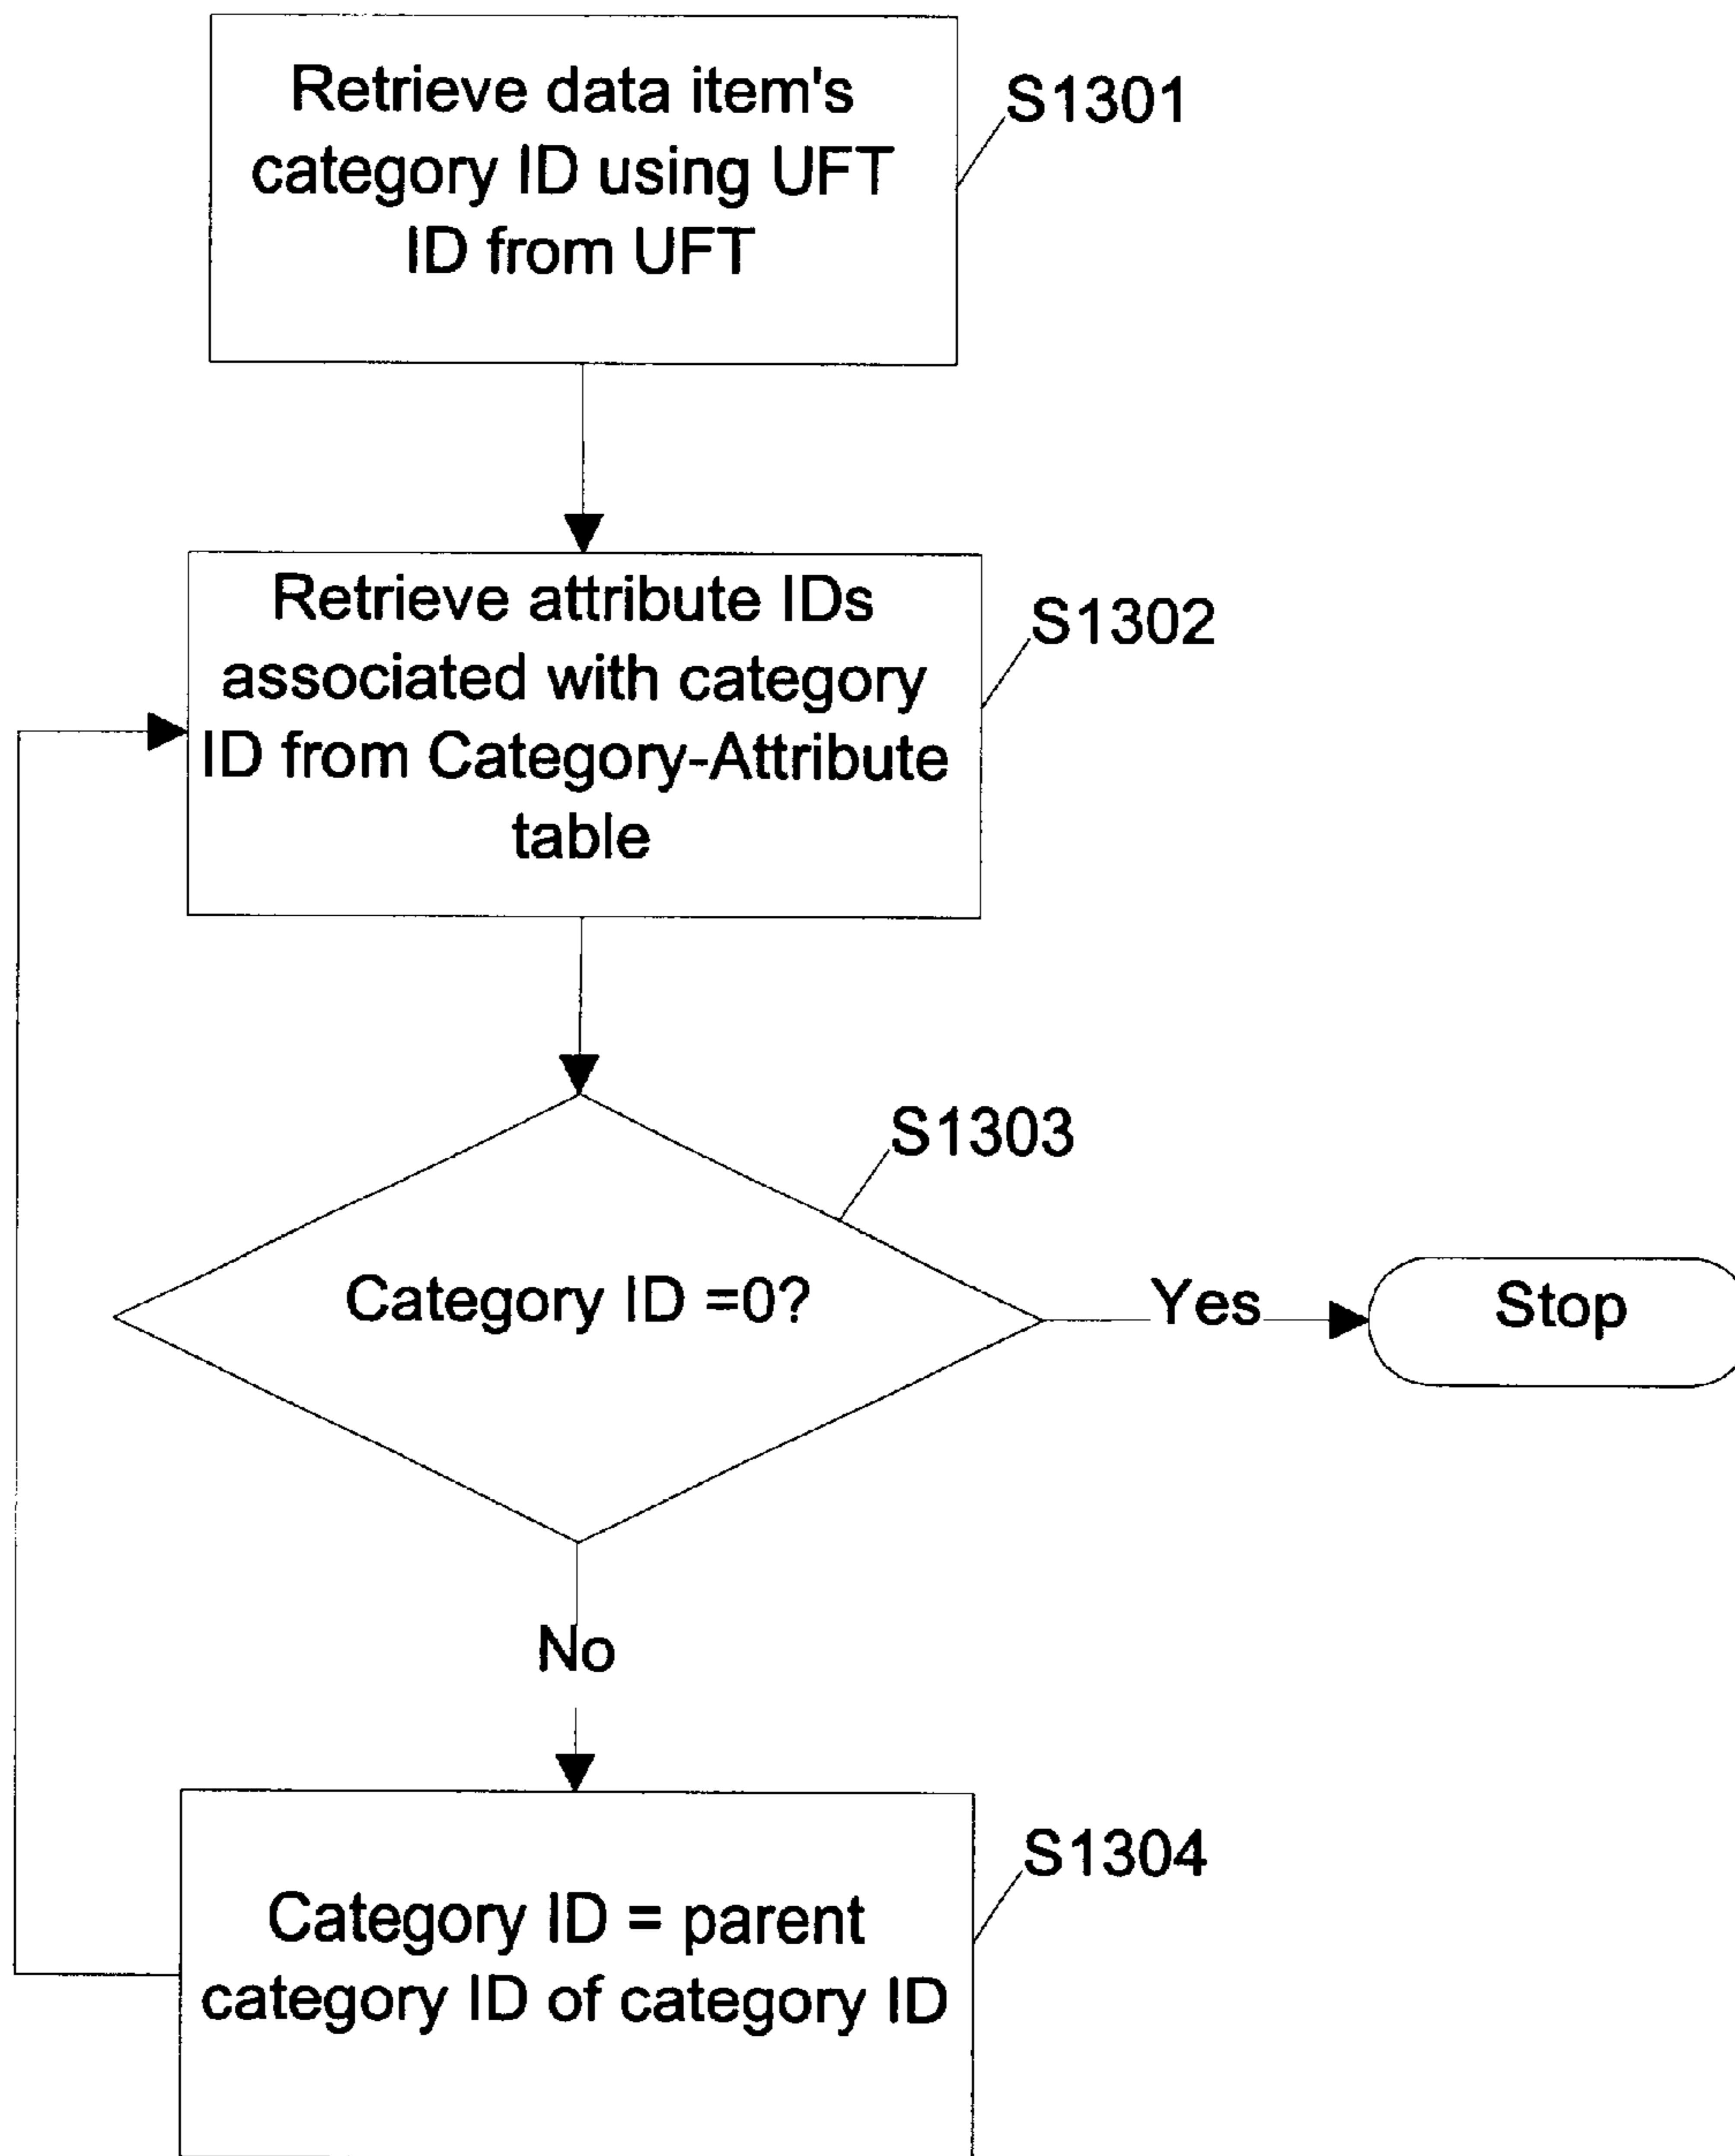 Retrieve data item's
category ID using UFT
ID from UFT
S1301
Retrieve attribute IDs
associated with category
ID from Category-Attribute
table
S1302
S1303
Category ID =0?
Yes
Stop
No
S1304
Category ID = parent
category ID of category ID